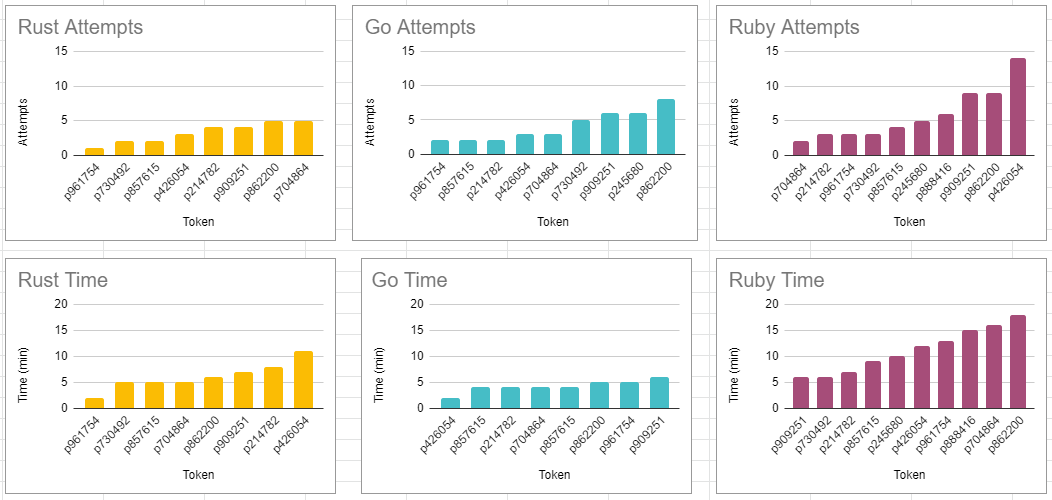 Rust Attempts
15
10
5
0
Attempts
p961754
p730492
p857615
p426054
p214782
p909251
p862200
p704864
Token
Go Attempts
15
10
5
0
Attempts
p961754
p857615
p214782
p426054
p704864
p730492
p909251
p245680
p862200
Token
Ruby Attempts
15
10
5
0
Attempts
p704864
p214782
p961754
p730492
p857615
p245680
p888416
p909251
p862200
p426054
Token
Rust Time
20
15
10
5
0
Time (min)
p961754
p730492
p857615
p704864
p862200
p909251
p214782
p426054
Token
Go Time
20
15
10
5
0
Time (min)
p426054
p857615
p214782
p704864
p857615
p862200
p961754
p909251
Token
Ruby Time
20
15
10
5
0
Time (min)
p909251
p730492
p214782
p857615
p245680
p426054
p961754
p888416
p704864
p862200
Token